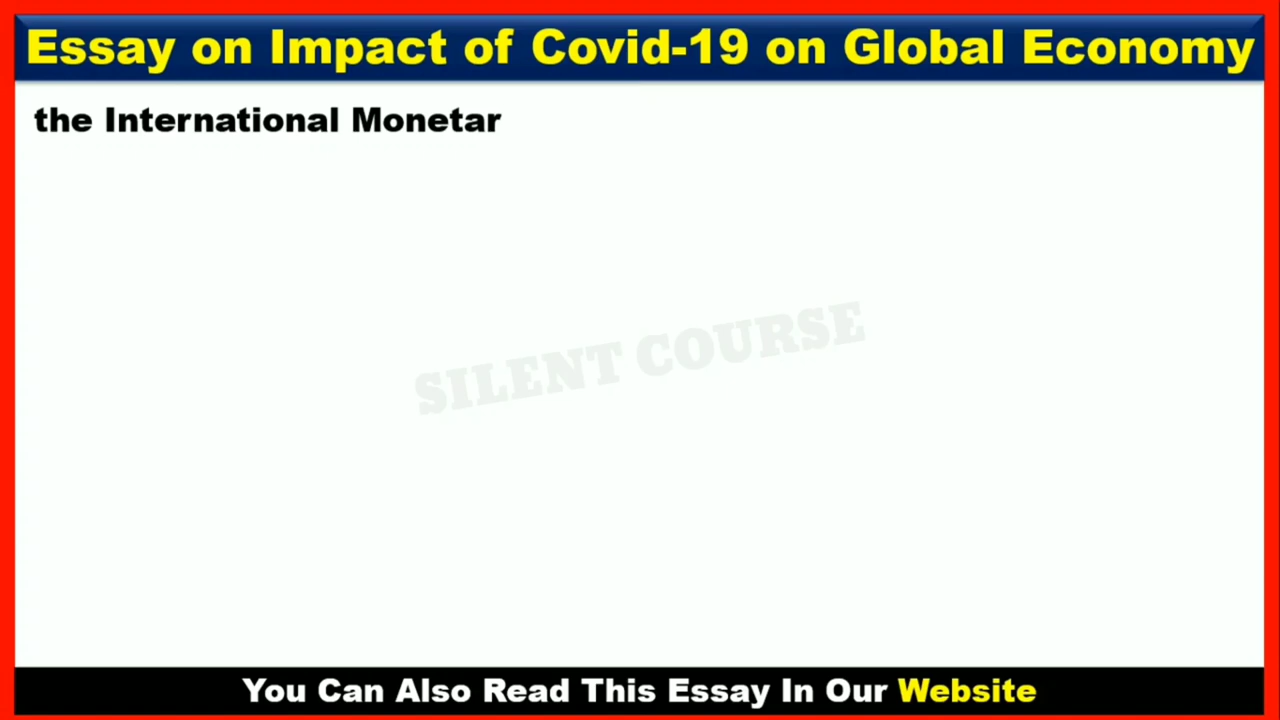 Essay on Impact of Covid-19 on Global Economy
the International Monetar
SILENT COURSE
You Can Also Read This Essay In Our Website